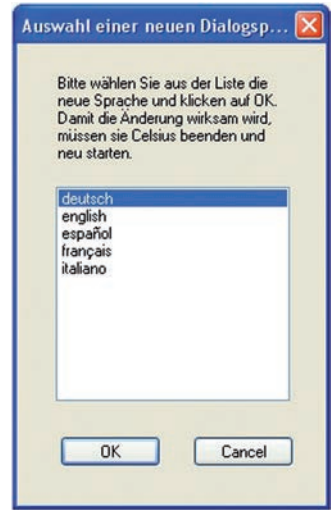 Auswahl einer neuen Dialogsp...
Bitte wählen Sie aus der Liste die
neue Sprache und klicken auf OK.
Damit die Änderung wirksam wird,
müssen sie Celsius beenden und
neu starten.
deutsch
english
español
français
italiano
OK
Cancel